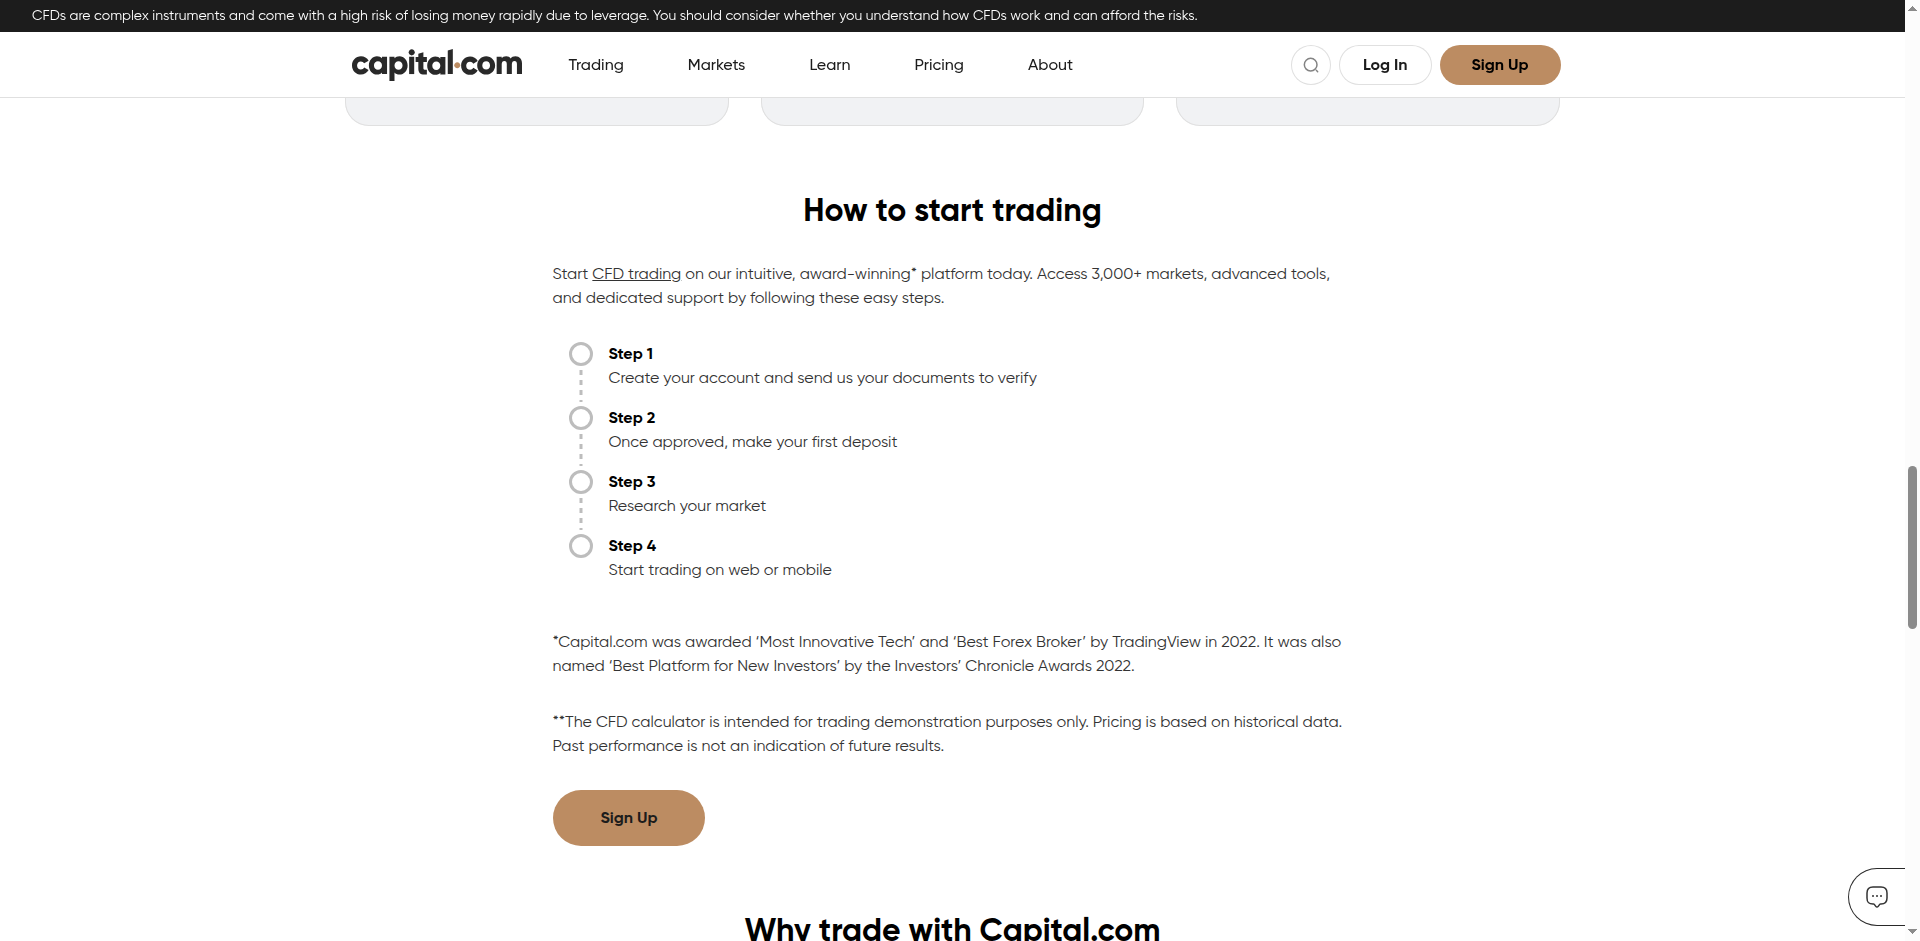 CFDs are complex instruments and come with a high risk of losing money rapidly due to leverage. You should consider whether you understand how CFDs work and can afford the risks.
capital.com
Trading
Markets
Learn
Pricing
About
Log In
Sign Up
How to start trading
Start CFD trading on our intuitive, award-winning* platform today. Access 3,000+ markets, advanced tools,
and dedicated support by following these easy steps.
Step 1
Create your account and send us your documents to verify
Step 2
Once approved, make your first deposit
Step 3
Research your market
Step 4
Start trading on web or mobile
*Capital.com was awarded ‘Most Innovative Tech’ and ‘Best Forex Broker’ by TradingView in 2022. It was also
named ‘Best Platform for New Investors’ by the Investors’ Chronicle Awards 2022.
**The CFD calculator is intended for trading demonstration purposes only. Pricing is based on historical data.
Past performance is not an indication of future results.
Sign Up
Why trade with Capital.com